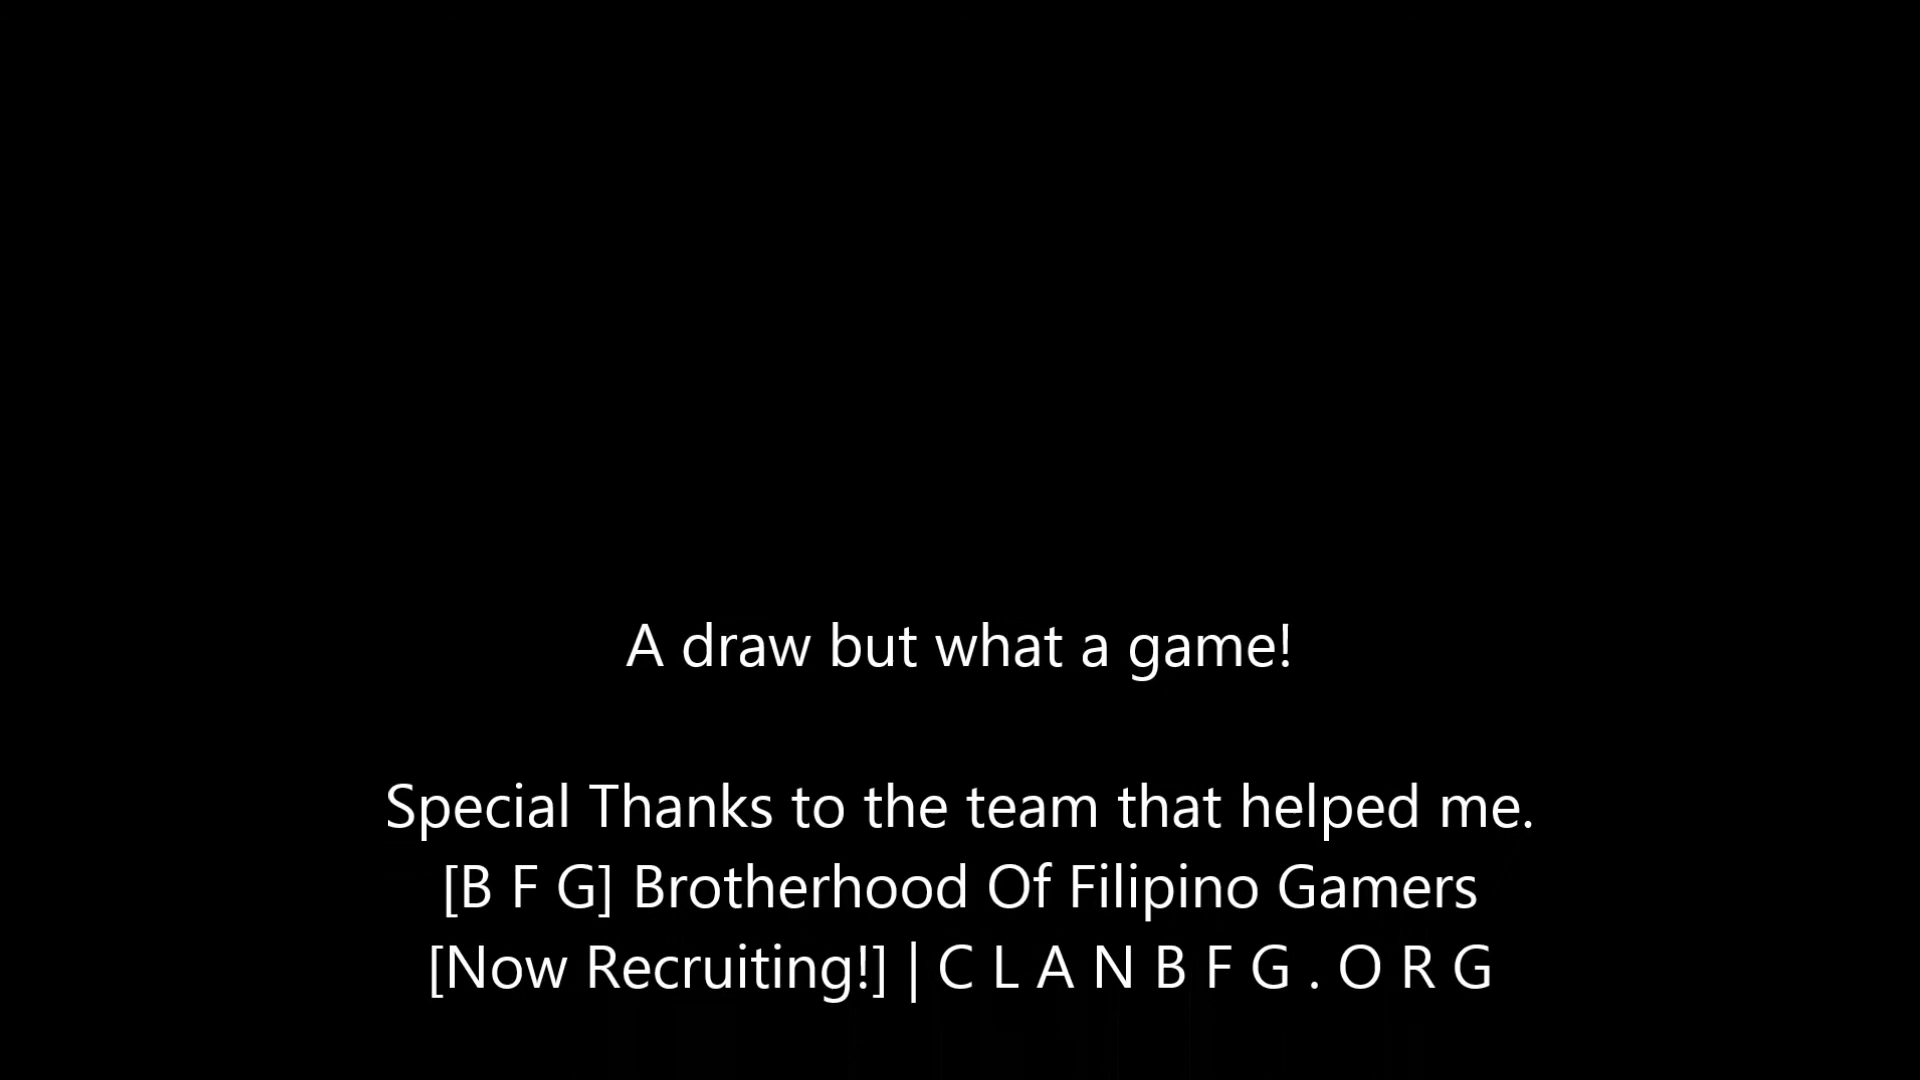 A draw but what a game!
Special Thanks to the team that helped me.
[B F G] Brotherhood Of Filipino Gamers
[Now Recruiting!] | C L A N B F G . O R G